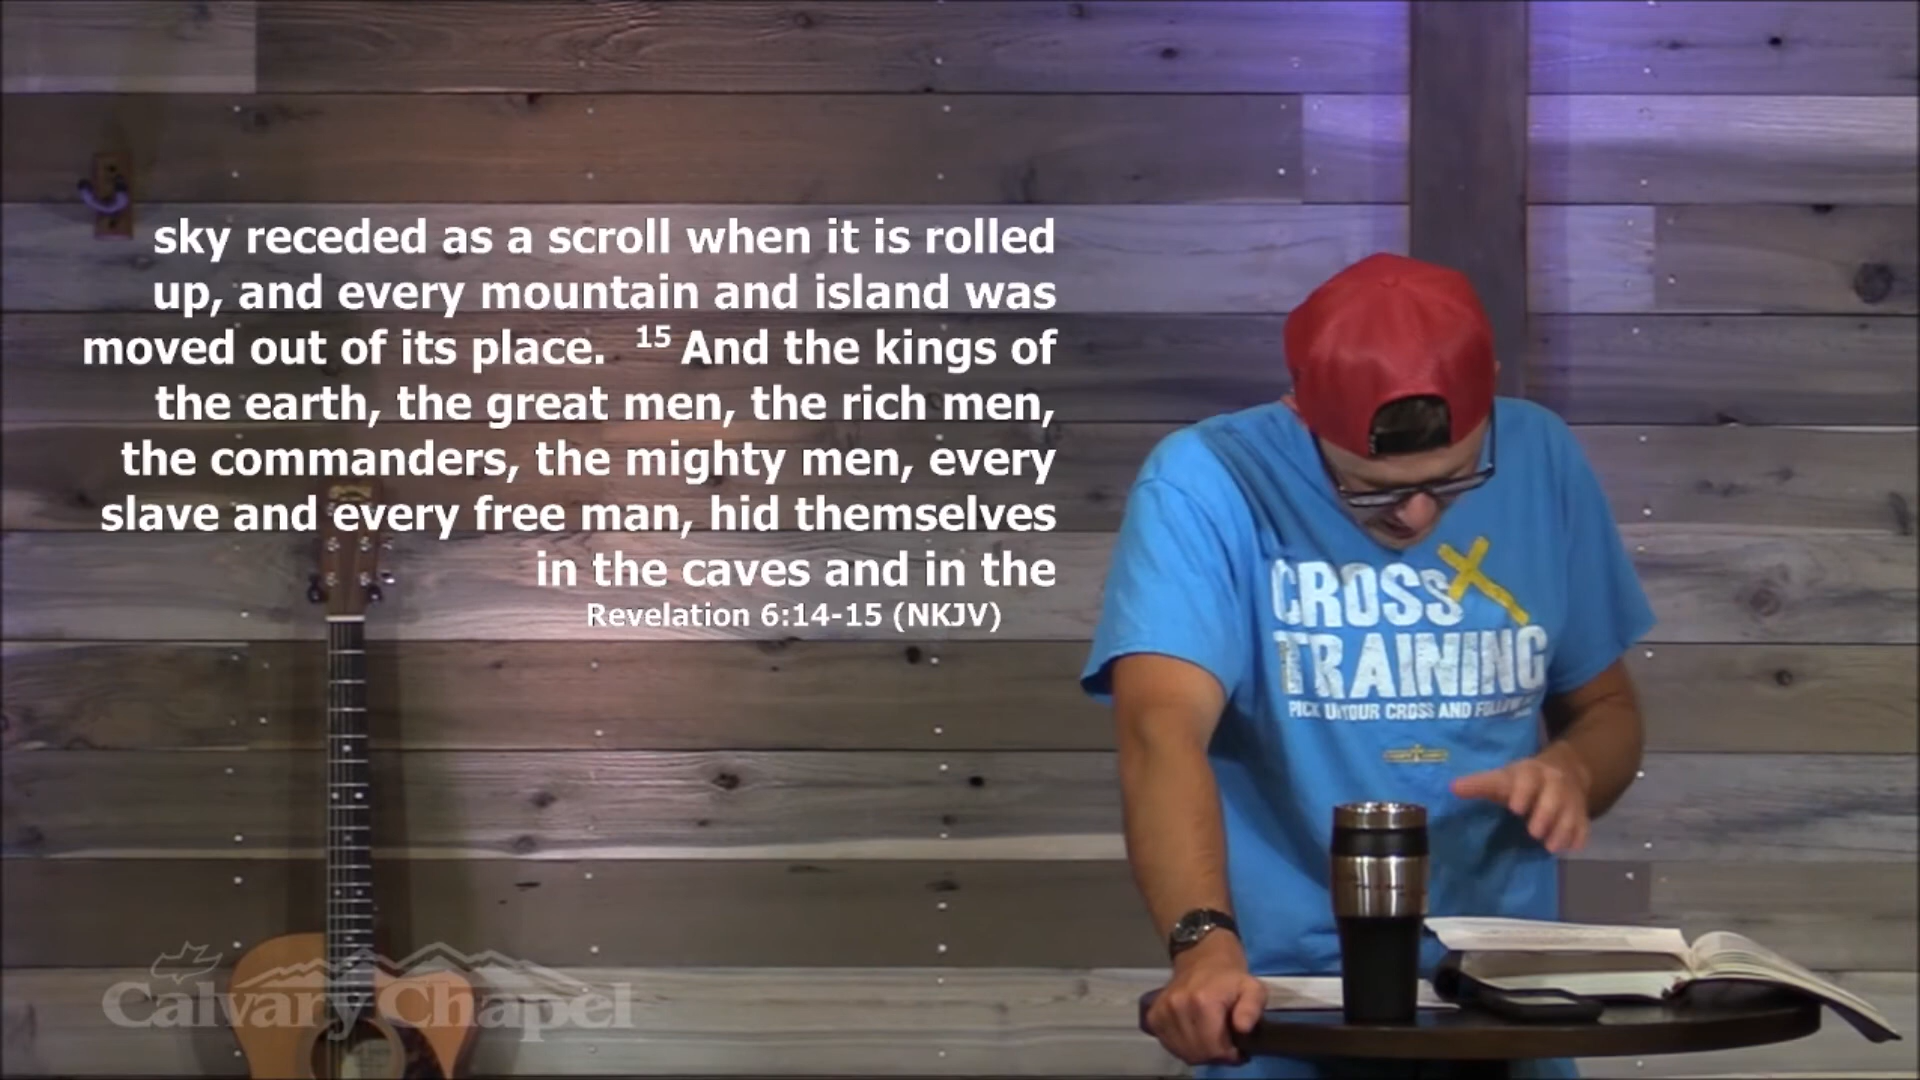 sky receded as a scroll when it is rolled
up, and every mountain and island was
moved out of its place. 15 And the kings of
the earth, the great men, the rich men,
the commanders, the mighty men, every
slave and every free man, hid themselves
in the caves and in the
Revelation 6:14-15 (NKJV)
CROSS
TRAINING
PICK UP YOUR CROSS AND FOLLOW
Calvary Chapel